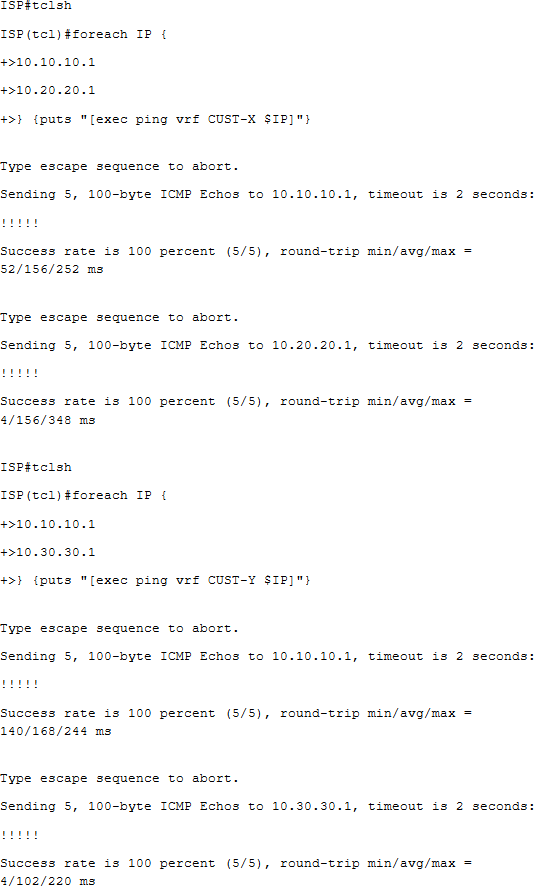 ISP#tclsh
ISP(tcl)#foreach IP {
+>10.10.10.1
+>10.20.20.1
+>} {puts "[exec ping vrf CUST-X $IP]"}
Type escape sequence to abort.
Sending 5, 100-byte ICMP Echos to 10.10.10.1, timeout is 2 seconds:
!!!!!
Success rate is 100 percent (5/5), round-trip min/avg/max =
52/156/252 ms
Type escape sequence to abort.
Sending 5, 100-byte ICMP Echos to 10.20.20.1, timeout is 2 seconds:
!!!!!
Success rate is 100 percent (5/5), round-trip min/avg/max =
4/156/348 ms
ISP#tclsh
ISP(tcl)#foreach IP {
+>10.10.10.1
+>10.30.30.1
+>} {puts "[exec ping vrf CUST-Y $IP]"}
Type escape sequence to abort.
Sending 5, 100-byte ICMP Echos to 10.10.10.1, timeout is 2 seconds:
!!!!!
Success rate is 100 percent (5/5), round-trip min/avg/max =
140/168/244 ms
Type escape sequence to abort.
Sending 5, 100-byte ICMP Echos to 10.30.30.1, timeout is 2 seconds:
!!!!!
Success rate is 100 percent (5/5), round-trip min/avg/max =
4/102/220 ms